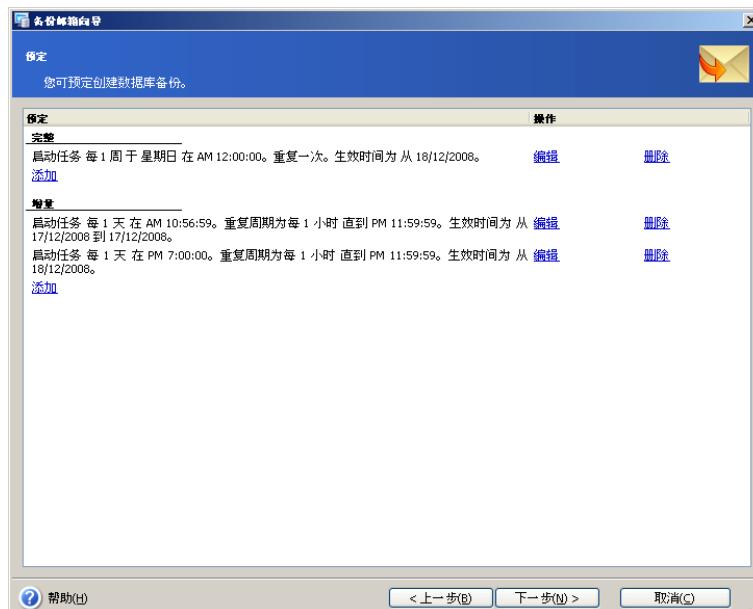 备份邮箱向导
预定
您可预定创建数据库备份。
预定 操作
完整
启动任务 每 1 周 于 星期日 在 AM 12:00:00。重复一次。生效时间为 从 18/12/2008。 编辑 删除
添加
增量
启动任务 每 1 天 在 AM 10:56:59。重复周期为每 1 小时 直到 PM 11:59:59。生效时间为 从 编辑 删除
17/12/2008 到 17/12/2008。
启动任务 每 1 天 在 PM 7:00:00。重复周期为每 1 小时 直到 PM 11:59:59。生效时间为 从 编辑 删除
18/12/2008。
添加
帮助(H) < 上一步(B) 下一步(N) > 取消(C)